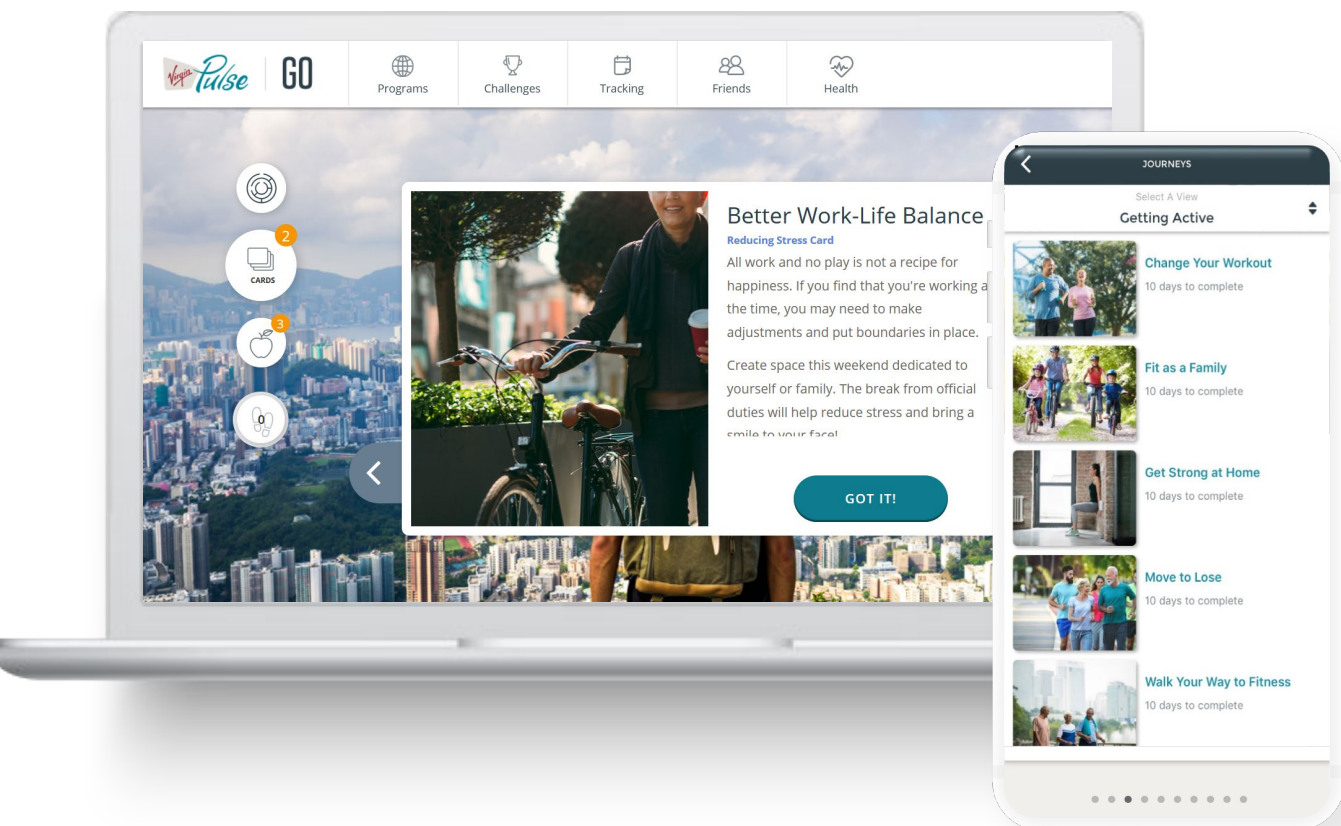 Virgin Pulse GO
Programs
Challenges
Tracking
Friends
Health
2
CARDS
3
0
Better Work-Life Balance
Reducing Stress Card
All work and no play is not a recipe for
happiness. If you find that you're working a
the time, you may need to make
adjustments and put boundaries in place.
Create space this weekend dedicated to
yourself or family. The break from official
duties will help reduce stress and bring a
smile to your face!
GOT IT!
JOURNEYS
Select A View
Getting Active
Change Your Workout
10 days to complete
Fit as a Family
10 days to complete
Get Strong at Home
10 days to complete
Move to Lose
10 days to complete
Walk Your Way to Fitness
10 days to complete